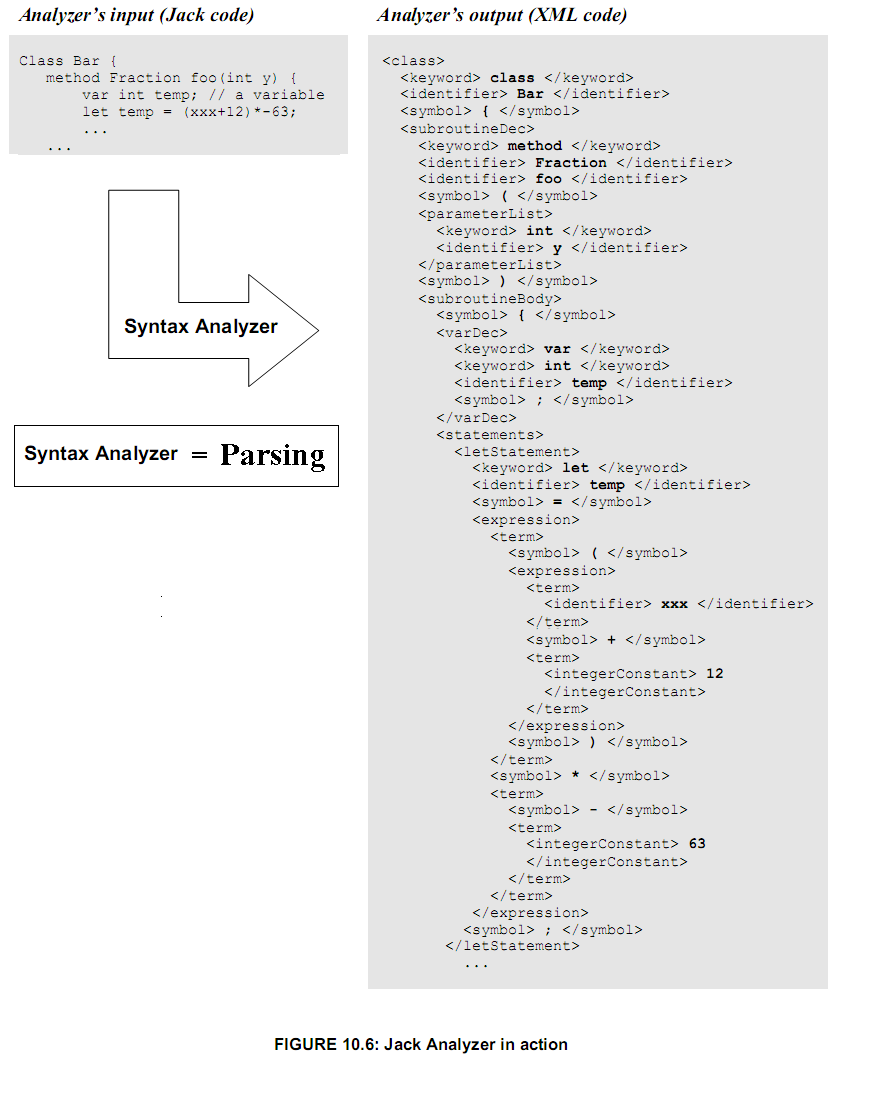 Analyzer's input (Jack code)
Class Bar {
   method Fraction foo(int y) {
       var int temp; // a variable
       let temp = (xxx+12)*-63;
       ...
   ...
Syntax Analyzer
Syntax Analyzer = Parsing
Analyzer's output (XML code)
<class>
  <keyword> class </keyword>
  <identifier> Bar </identifier>
  <symbol> { </symbol>
  <subroutineDec>
    <keyword> method </keyword>
    <identifier> Fraction </identifier>
    <identifier> foo </identifier>
    <symbol> ( </symbol>
    <parameterList>
      <keyword> int </keyword>
      <identifier> y </identifier>
    </parameterList>
    <symbol> ) </symbol>
    <subroutineBody>
      <symbol> { </symbol>
      <varDec>
        <keyword> var </keyword>
        <keyword> int </keyword>
        <identifier> temp </identifier>
        <symbol> ; </symbol>
      </varDec>
      <statements>
        <letStatement>
          <keyword> let </keyword>
          <identifier> temp </identifier>
          <symbol> = </symbol>
          <expression>
            <term>
              <symbol> ( </symbol>
              <expression>
                <term>
                  <identifier> xxx </identifier>
                </term>
                <symbol> + </symbol>
                <term>
                  <integerConstant> 12
                  </integerConstant>
                </term>
              </expression>
              <symbol> ) </symbol>
            </term>
            <symbol> * </symbol>
            <term>
              <symbol> - </symbol>
              <term>
                <integerConstant> 63
                </integerConstant>
              </term>
            </term>
          </expression>
         <symbol> ; </symbol>
       </letStatement>
         ...
FIGURE 10.6: Jack Analyzer in action